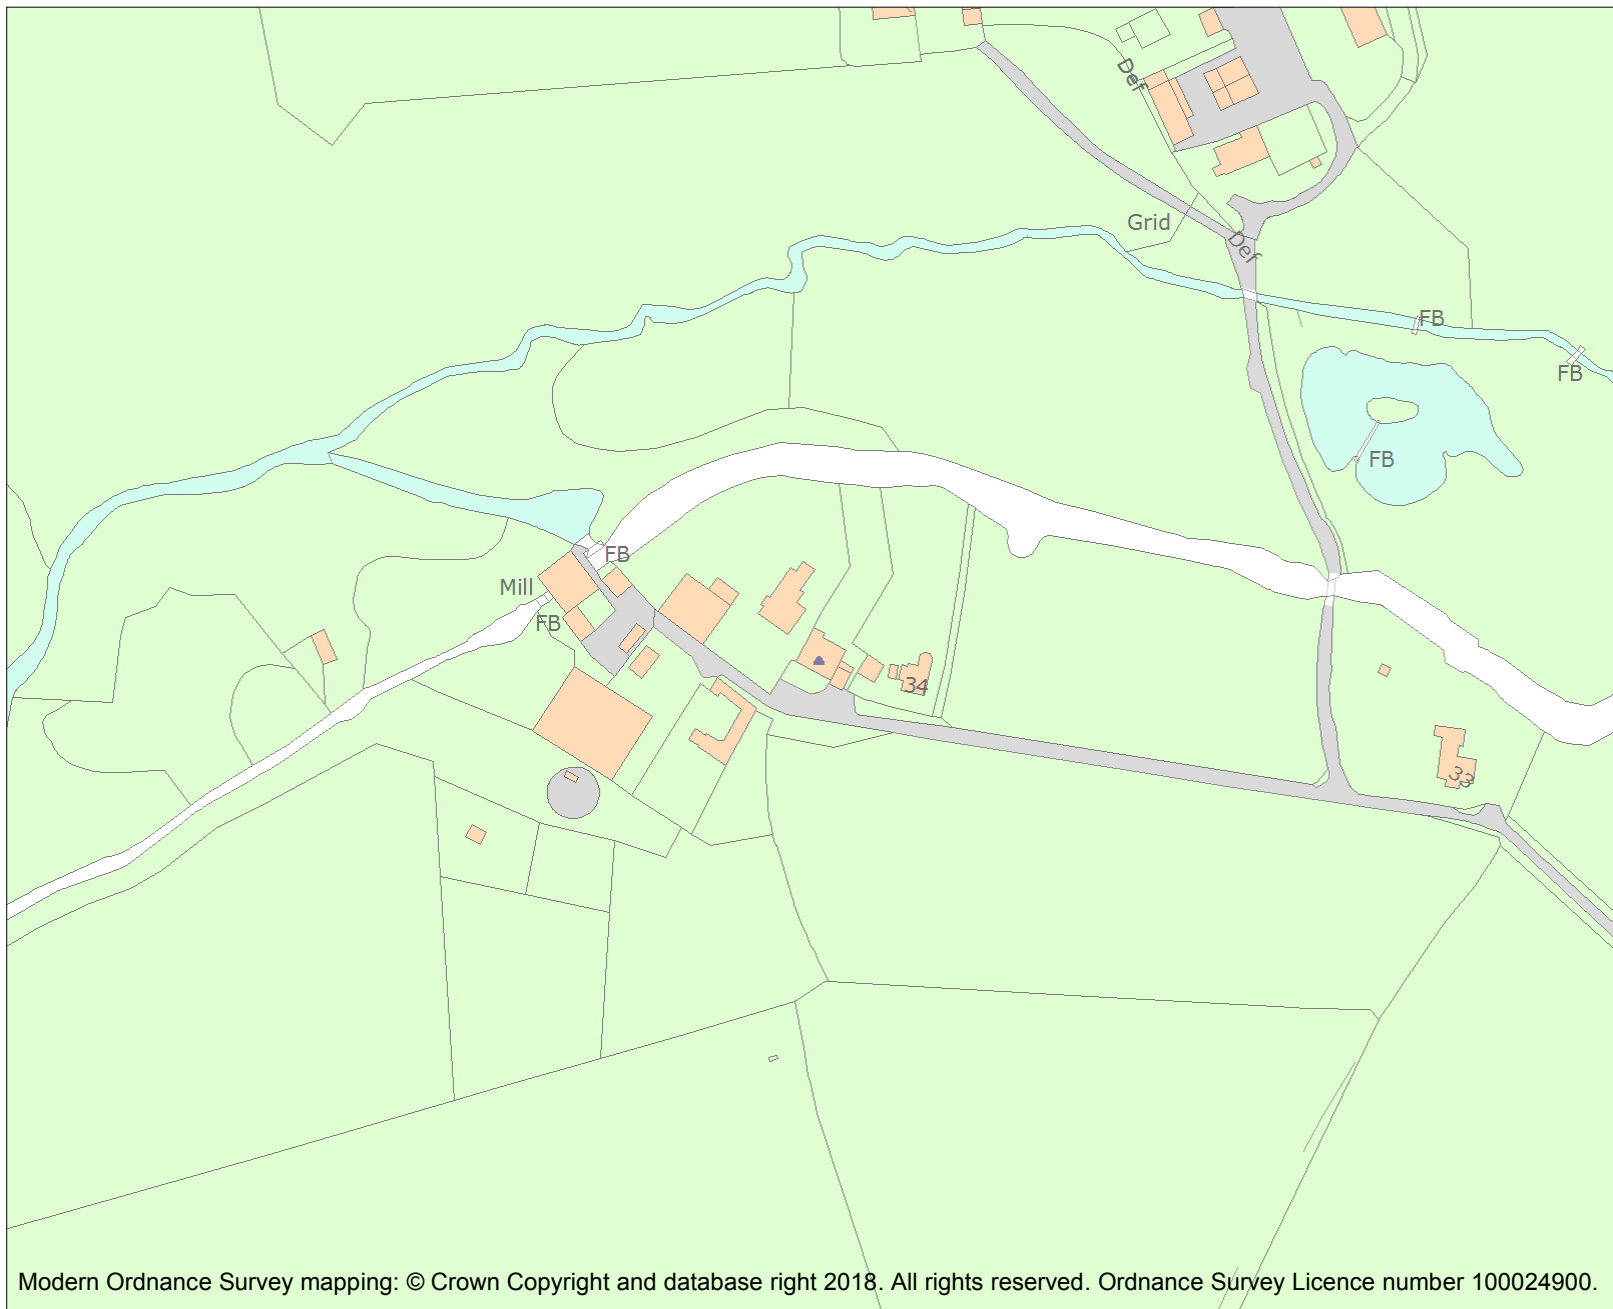 Def
Grid
Def
FB
FB
FB
FB
Mill
FB
34
33
Modern Ordnance Survey mapping: © Crown Copyright and database right 2018. All rights reserved. Ordnance Survey Licence number 100024900.